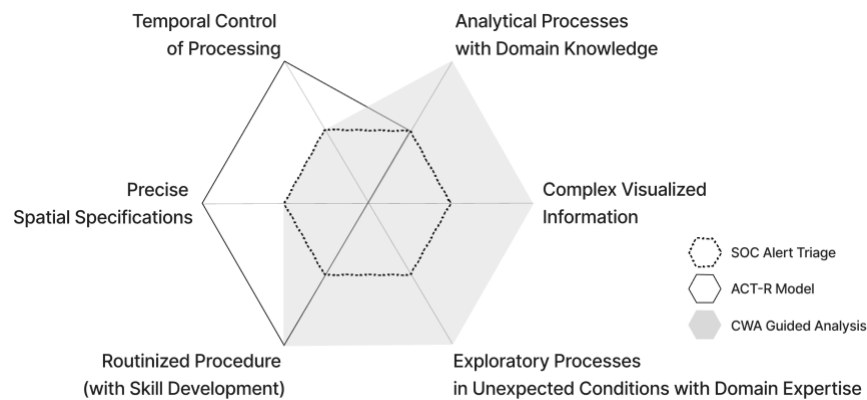 Temporal Control
of Processing
Analytical Processes
with Domain Knowledge
Precise
Spatial Specifications
Complex Visualized
Information
SOC Alert Triage
ACT-R Model
CWA Guided Analysis
Routinized Procedure
(with Skill Development)
Exploratory Processes
in Unexpected Conditions with Domain Expertise